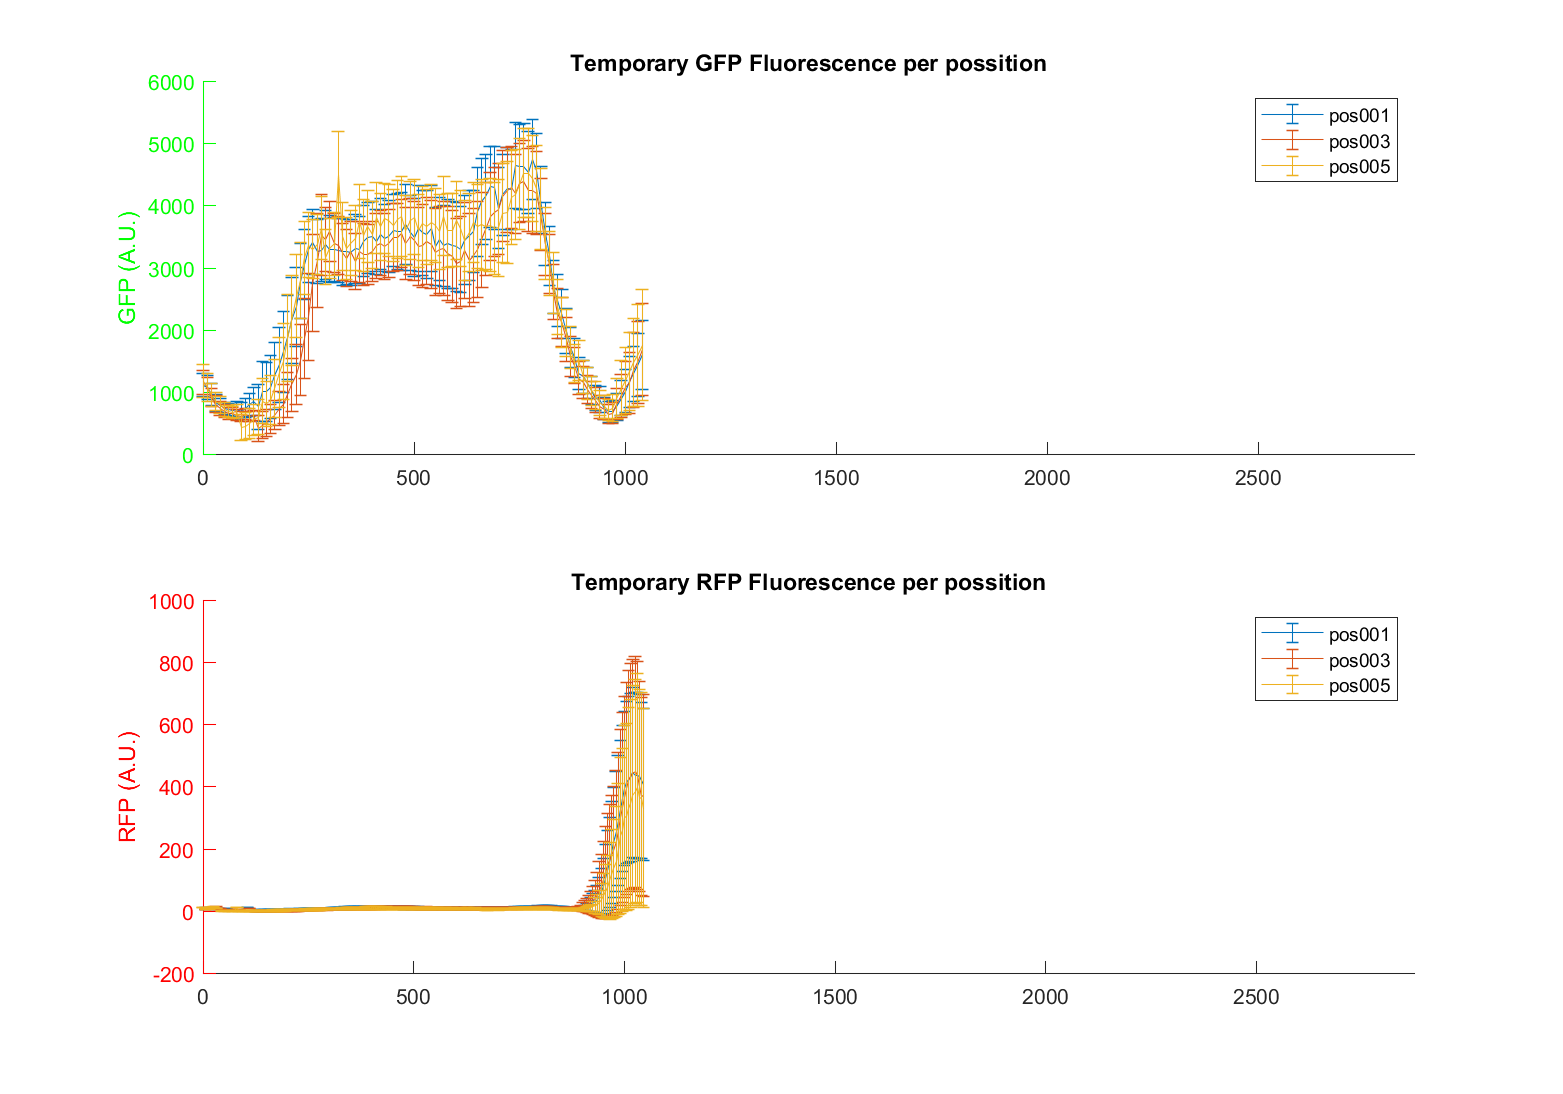 Temporary GFP Fluorescence per possition
GFP (A.U.)
6000
5000
4000
3000
2000
1000
0
0 500 1000 1500 2000 2500
pos001
pos003
pos005
Temporary RFP Fluorescence per possition
RFP (A.U.)
1000
800
600
400
200
0
-200
0 500 1000 1500 2000 2500
pos001
pos003
pos005